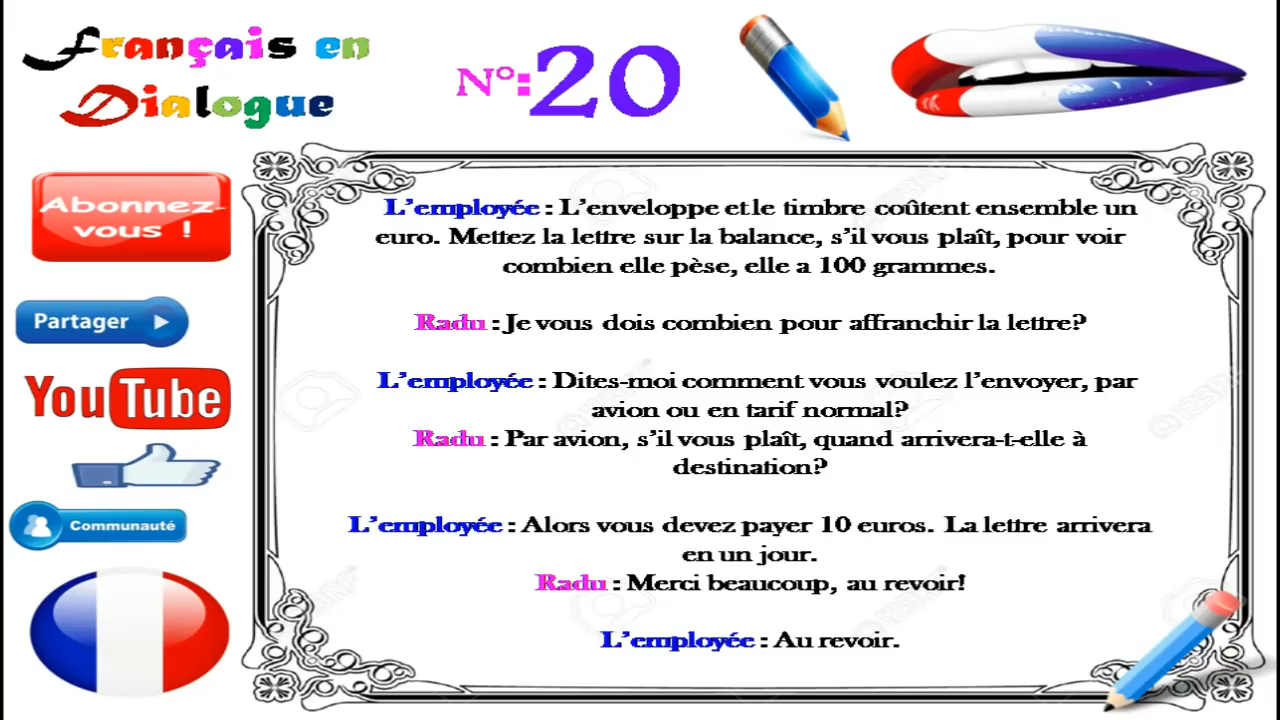 Français en
Dialogue
N°:20
Abonnez-
vous !
Partager
YouTube
Communauté
L'employée : L'enveloppe et le timbre coûtent ensemble un
euro. Mettez la lettre sur la balance, s'il vous plaît, pour voir
combien elle pèse, elle a 100 grammes.
Radu : Je vous dois combien pour affranchir la lettre?
L'employée : Dites-moi comment vous voulez l'envoyer, par
avion ou en tarif normal?
Radu : Par avion, s'il vous plaît, quand arrivera-t-elle à
destination?
L'employée : Alors vous devez payer 10 euros. La lettre arrivera
en un jour.
Radu : Merci beaucoup, au revoir!
L'employée : Au revoir.